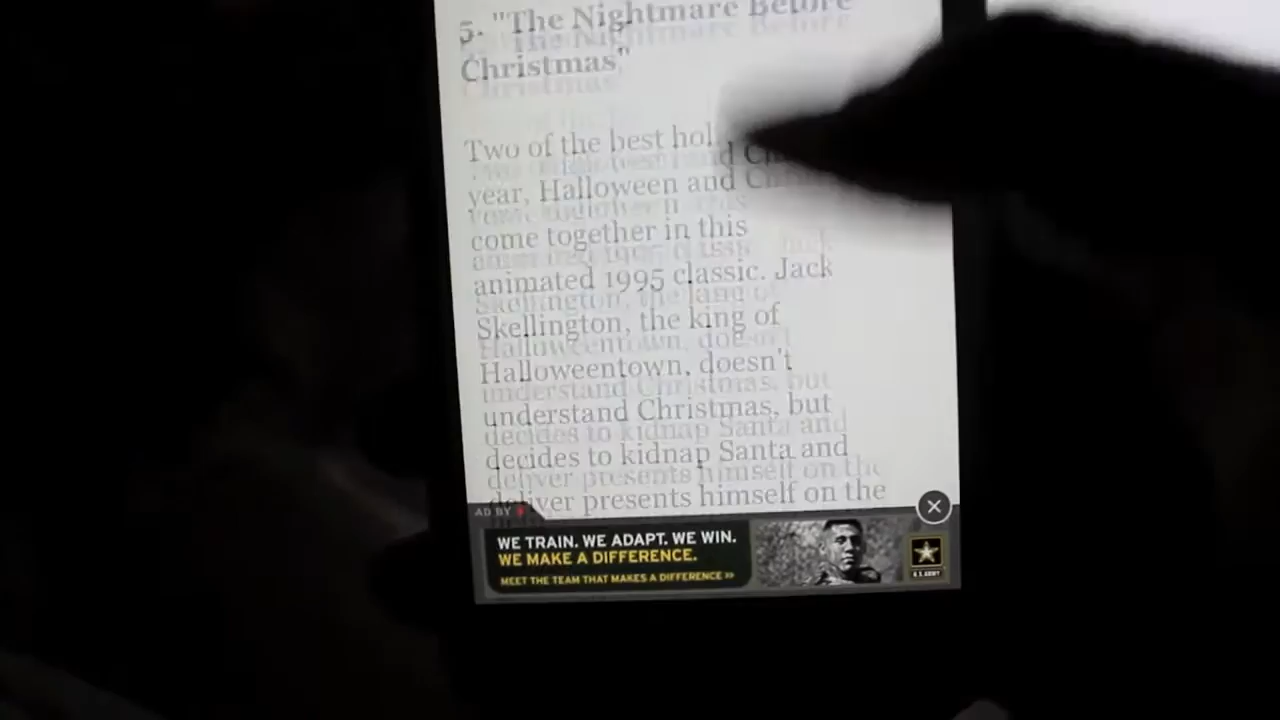 5. "The Nightmare Before
Christmas"
Two of the best hol
year, Halloween and
come together in this
animated 1995 classic. Jack
Skellington, the king of
Halloweentown, doesn't
understand Christmas, but
decides to kidnap Santa and
deliver presents himself on the
AD BY
WE TRAIN. WE ADAPT. WE WIN.
WE MAKE A DIFFERENCE.
MEET THE TEAM THAT MAKES A DIFFERENCE »
U.S. ARMY